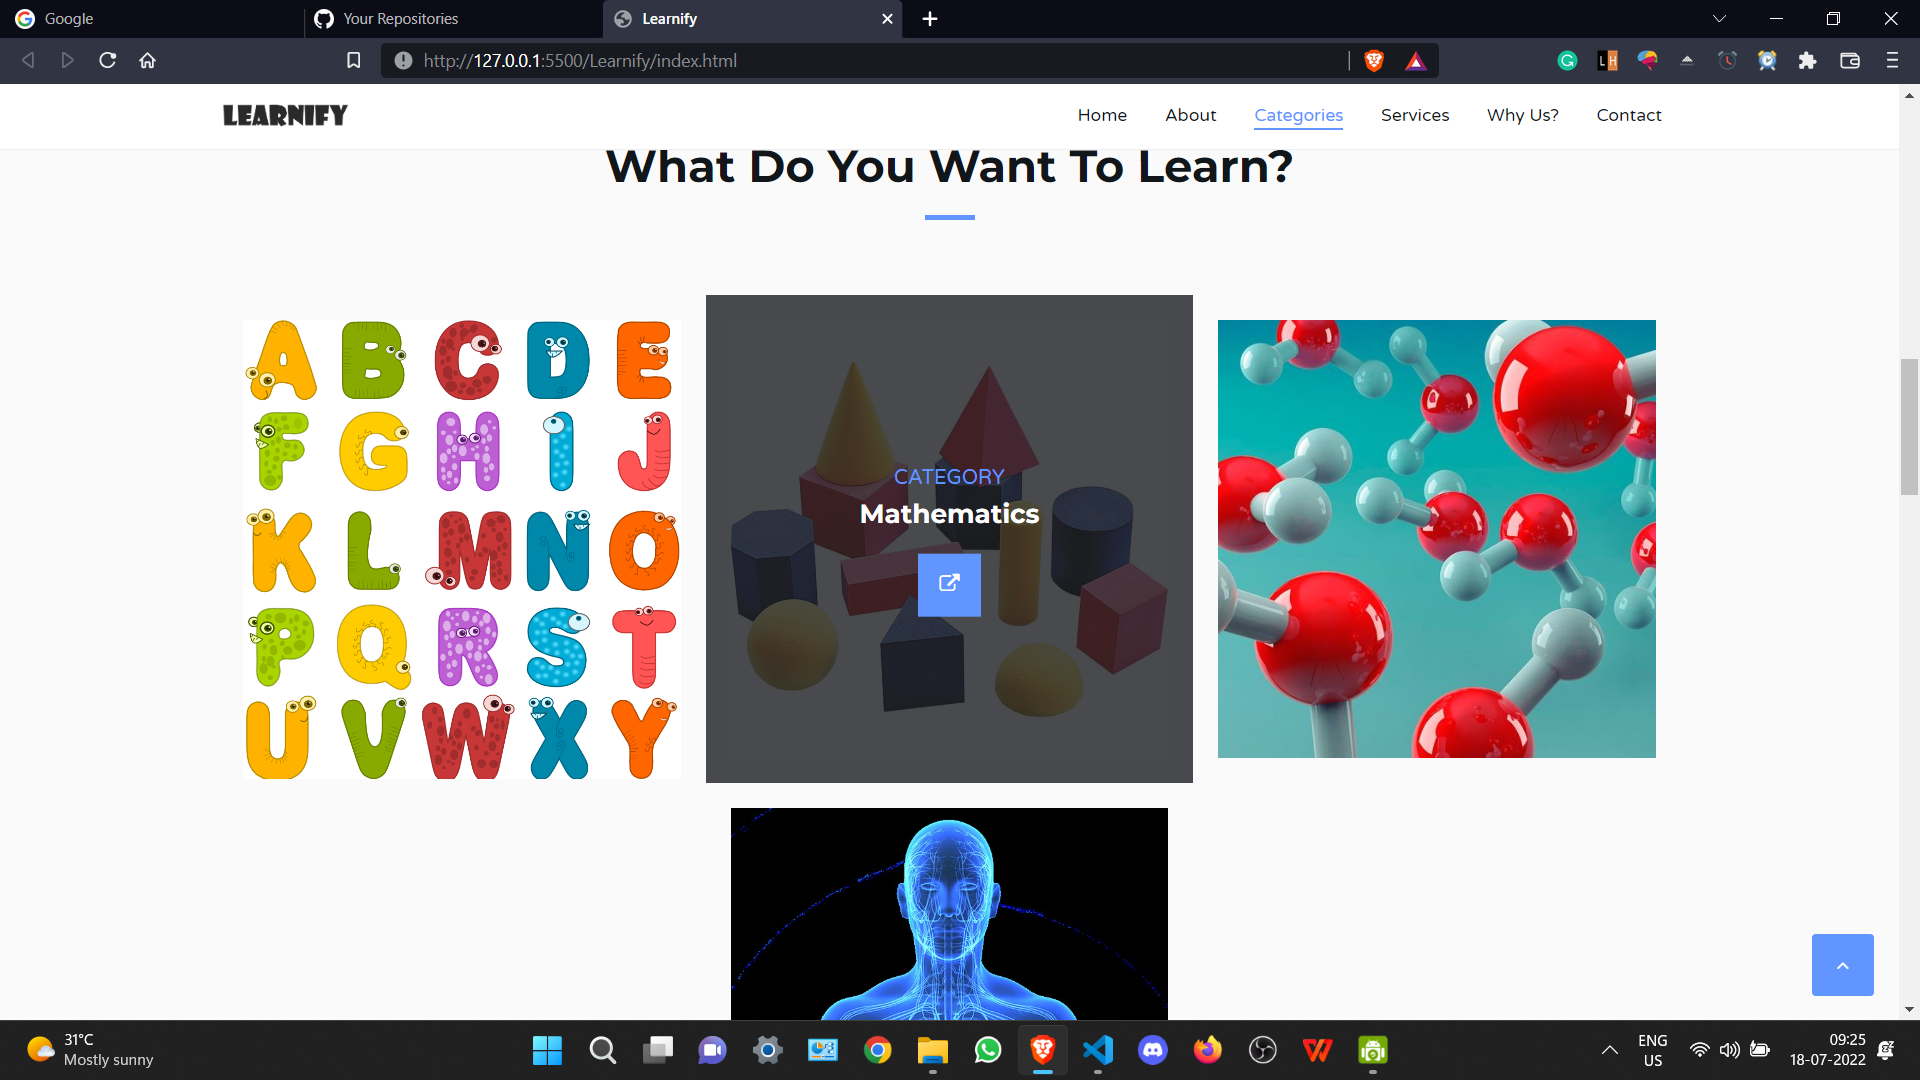 Google
Your Repositories
Learnify
http://127.0.0.1:5500/Learnify/index.html
LH
LEARNIFY
Home
About
Categories
Services
Why Us?
Contact
What Do You Want To Learn?
A B C D E
F G H I J
K L M N O
P Q R S T
U V W X Y
CATEGORY
Mathematics
31°C
Mostly sunny
ENG
US
09:25
18-07-2022